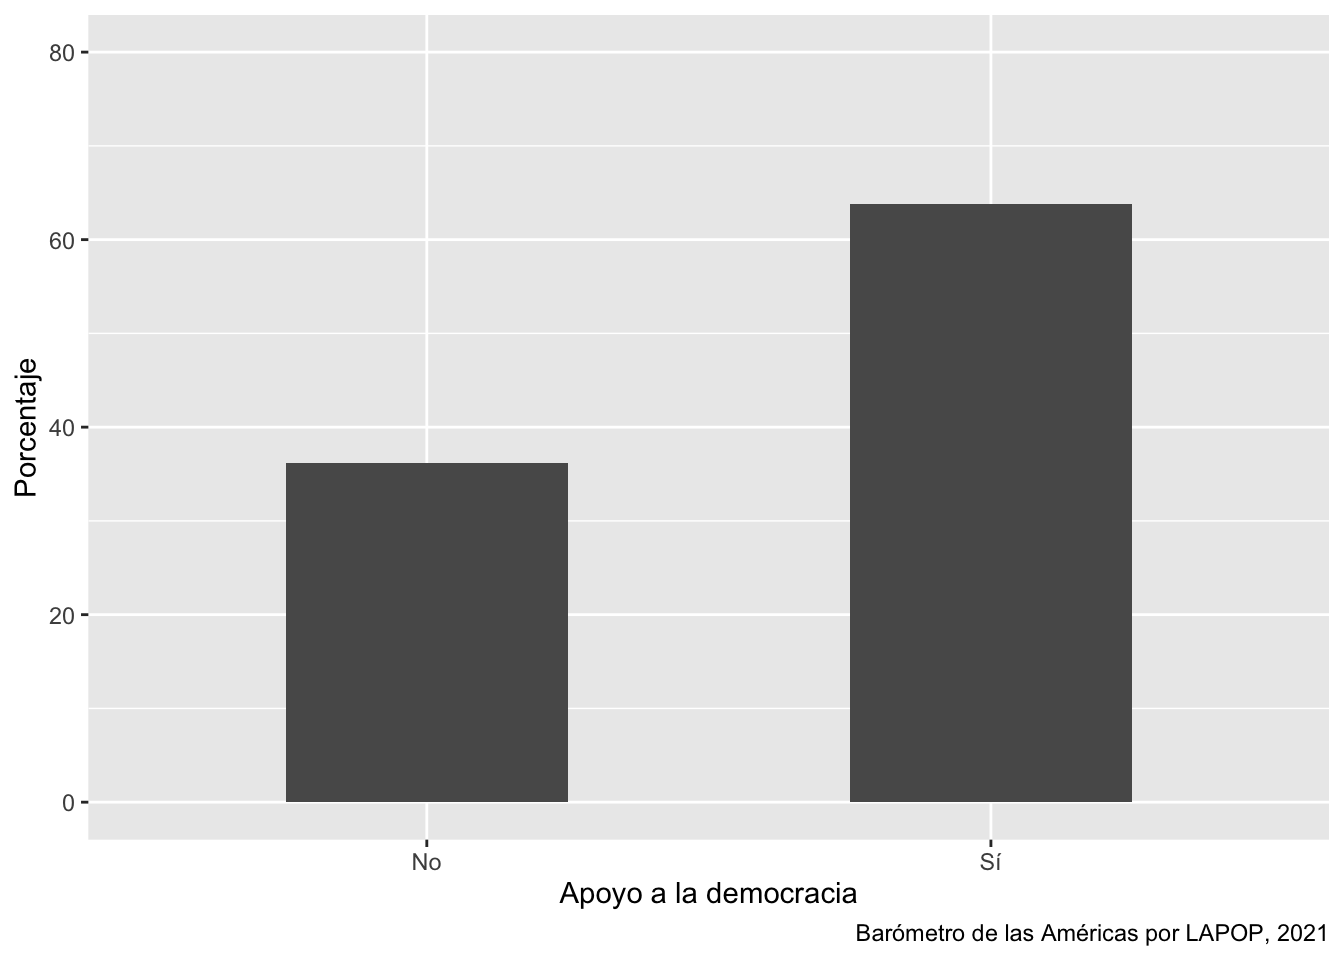 80
60
40
20
0
Porcentaje
No
Sí
Apoyo a la democracia
Barómetro de las Américas por LAPOP, 2021